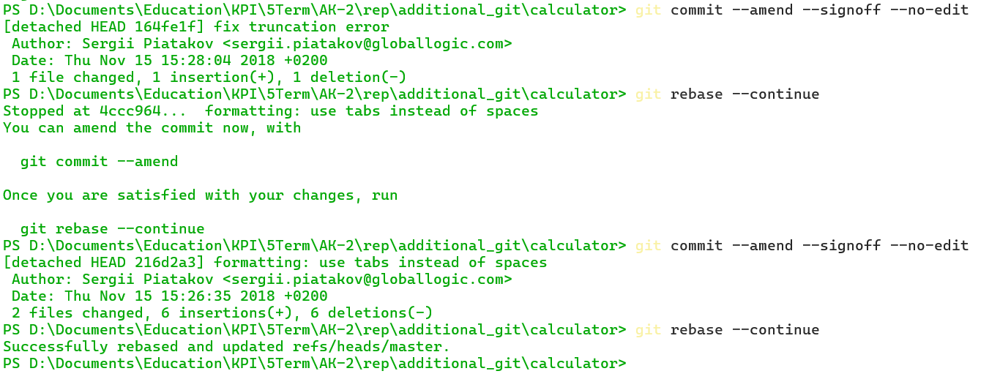 PS D:\Documents\Education\KPI\5Term\AK-2\rep\additional_git\calculator> git commit --amend --signoff --no-edit
[detached HEAD 164fe1f] fix truncation error
 Author: Sergii Piatakov <sergii.piatakov@globallogic.com>
 Date: Thu Nov 15 15:28:04 2018 +0200
 1 file changed, 1 insertion(+), 1 deletion(-)
PS D:\Documents\Education\KPI\5Term\AK-2\rep\additional_git\calculator> git rebase --continue
Stopped at 4ccc964...  formatting: use tabs instead of spaces
You can amend the commit now, with

  git commit --amend

Once you are satisfied with your changes, run

  git rebase --continue
PS D:\Documents\Education\KPI\5Term\AK-2\rep\additional_git\calculator> git commit --amend --signoff --no-edit
[detached HEAD 216d2a3] formatting: use tabs instead of spaces
 Author: Sergii Piatakov <sergii.piatakov@globallogic.com>
 Date: Thu Nov 15 15:26:35 2018 +0200
 2 files changed, 6 insertions(+), 6 deletions(-)
PS D:\Documents\Education\KPI\5Term\AK-2\rep\additional_git\calculator> git rebase --continue
Successfully rebased and updated refs/heads/master.
PS D:\Documents\Education\KPI\5Term\AK-2\rep\additional_git\calculator>